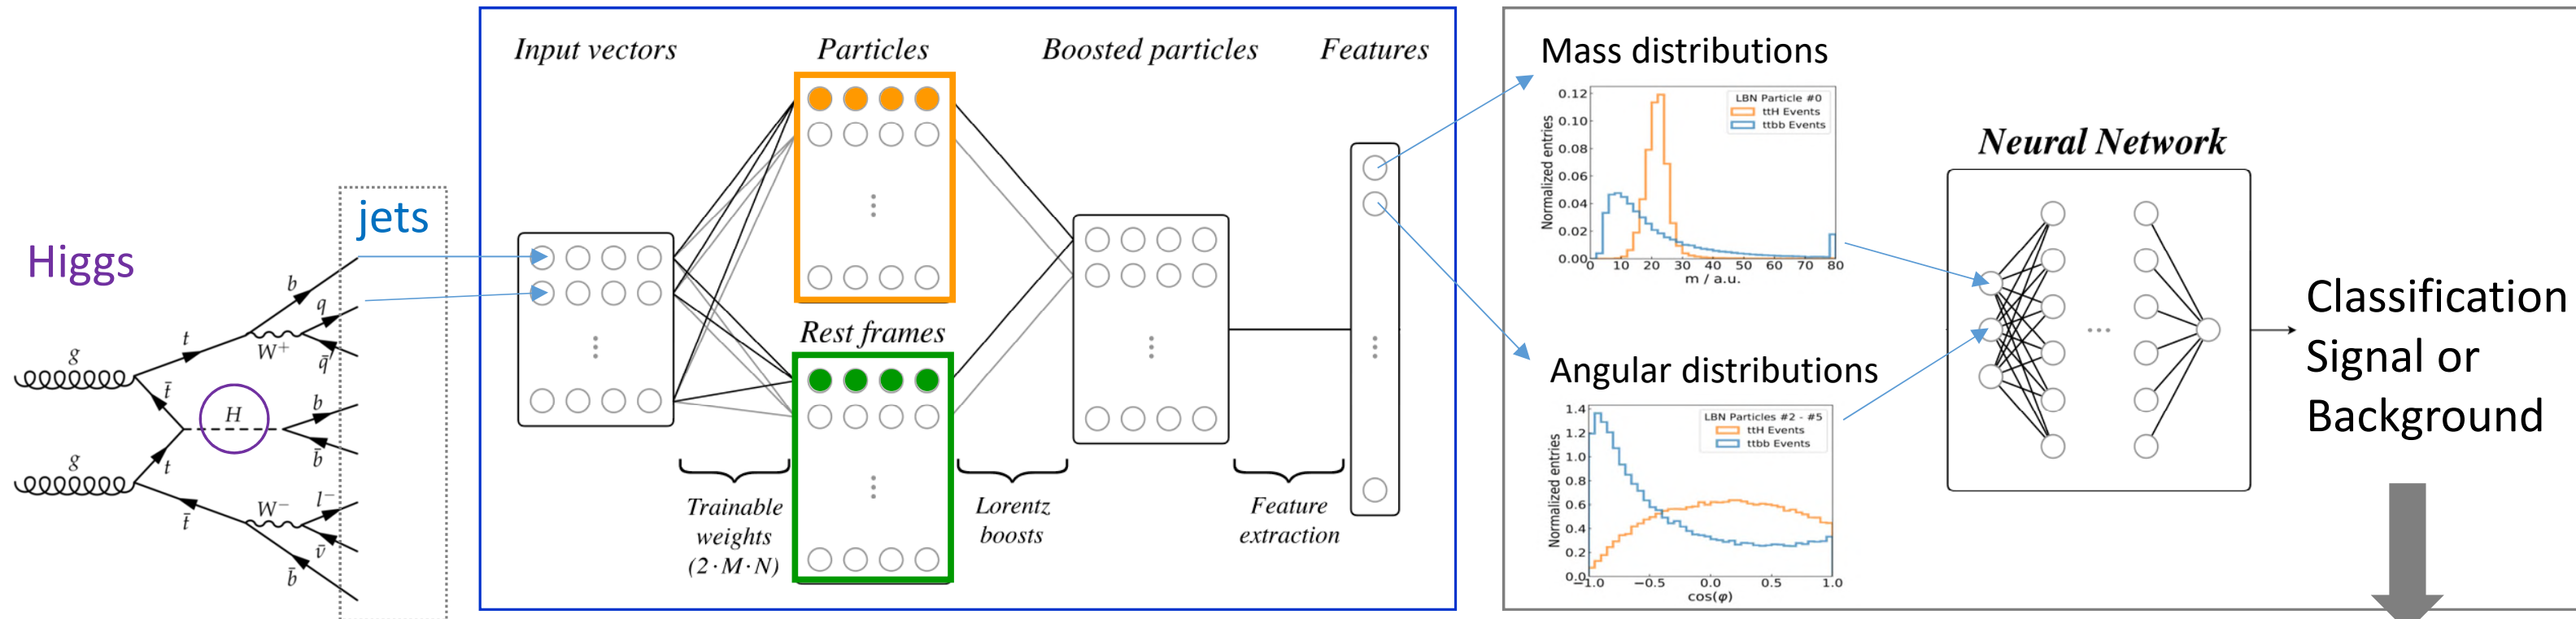 Higgs
jets
g
g
t
t̄
t
t̄
b
W⁺
q
q̄′
H
b
b̄
W⁻
l⁻
ν̄
b̄
Input vectors
Particles
Boosted particles
Features
Rest frames
Trainable
weights
(2·M·N)
Lorentz
boosts
Feature
extraction
Mass distributions
LBN Particle #0
ttH Events
ttbb Events
Normalized entries
0.12
0.10
0.08
0.06
0.04
0.02
0.00
0 10 20 30 40 50 60 70 80
m / a.u.
Angular distributions
LBN Particles #2 - #5
ttH Events
ttbb Events
Normalized entries
1.4
1.2
1.0
0.8
0.6
0.4
0.2
0.0
−1.0 −0.5 0.0 0.5 1.0
cos(φ)
Neural Network
Classification
Signal or
Background